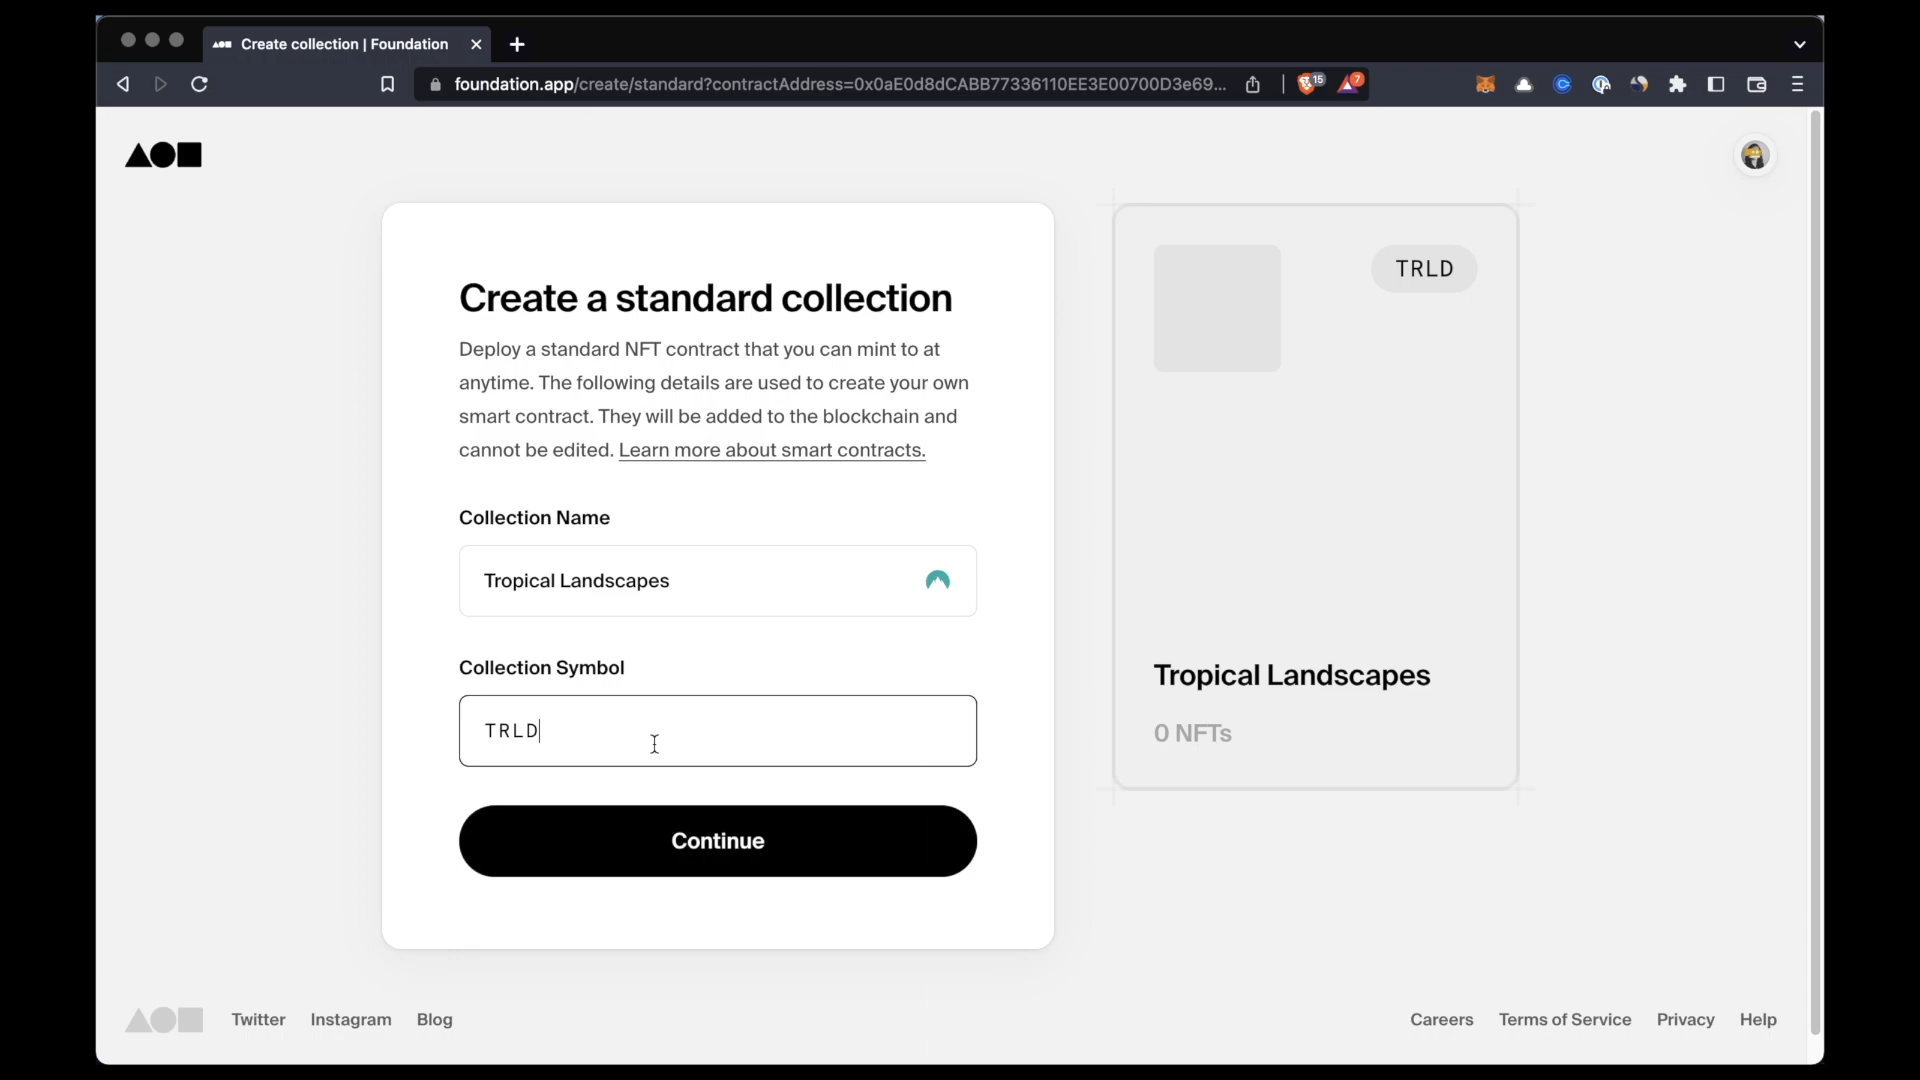 Create collection | Foundation
foundation.app/create/standard?contractAddress=0x0aE0d8dCABB77336110EE3E00700D3e69...
15
7
Create a standard collection
Deploy a standard NFT contract that you can mint to at
anytime. The following details are used to create your own
smart contract. They will be added to the blockchain and
cannot be edited. Learn more about smart contracts.
Collection Name
Tropical Landscapes
Collection Symbol
TRLD
Continue
TRLD
Tropical Landscapes
0 NFTs
Twitter Instagram Blog
Careers Terms of Service Privacy Help